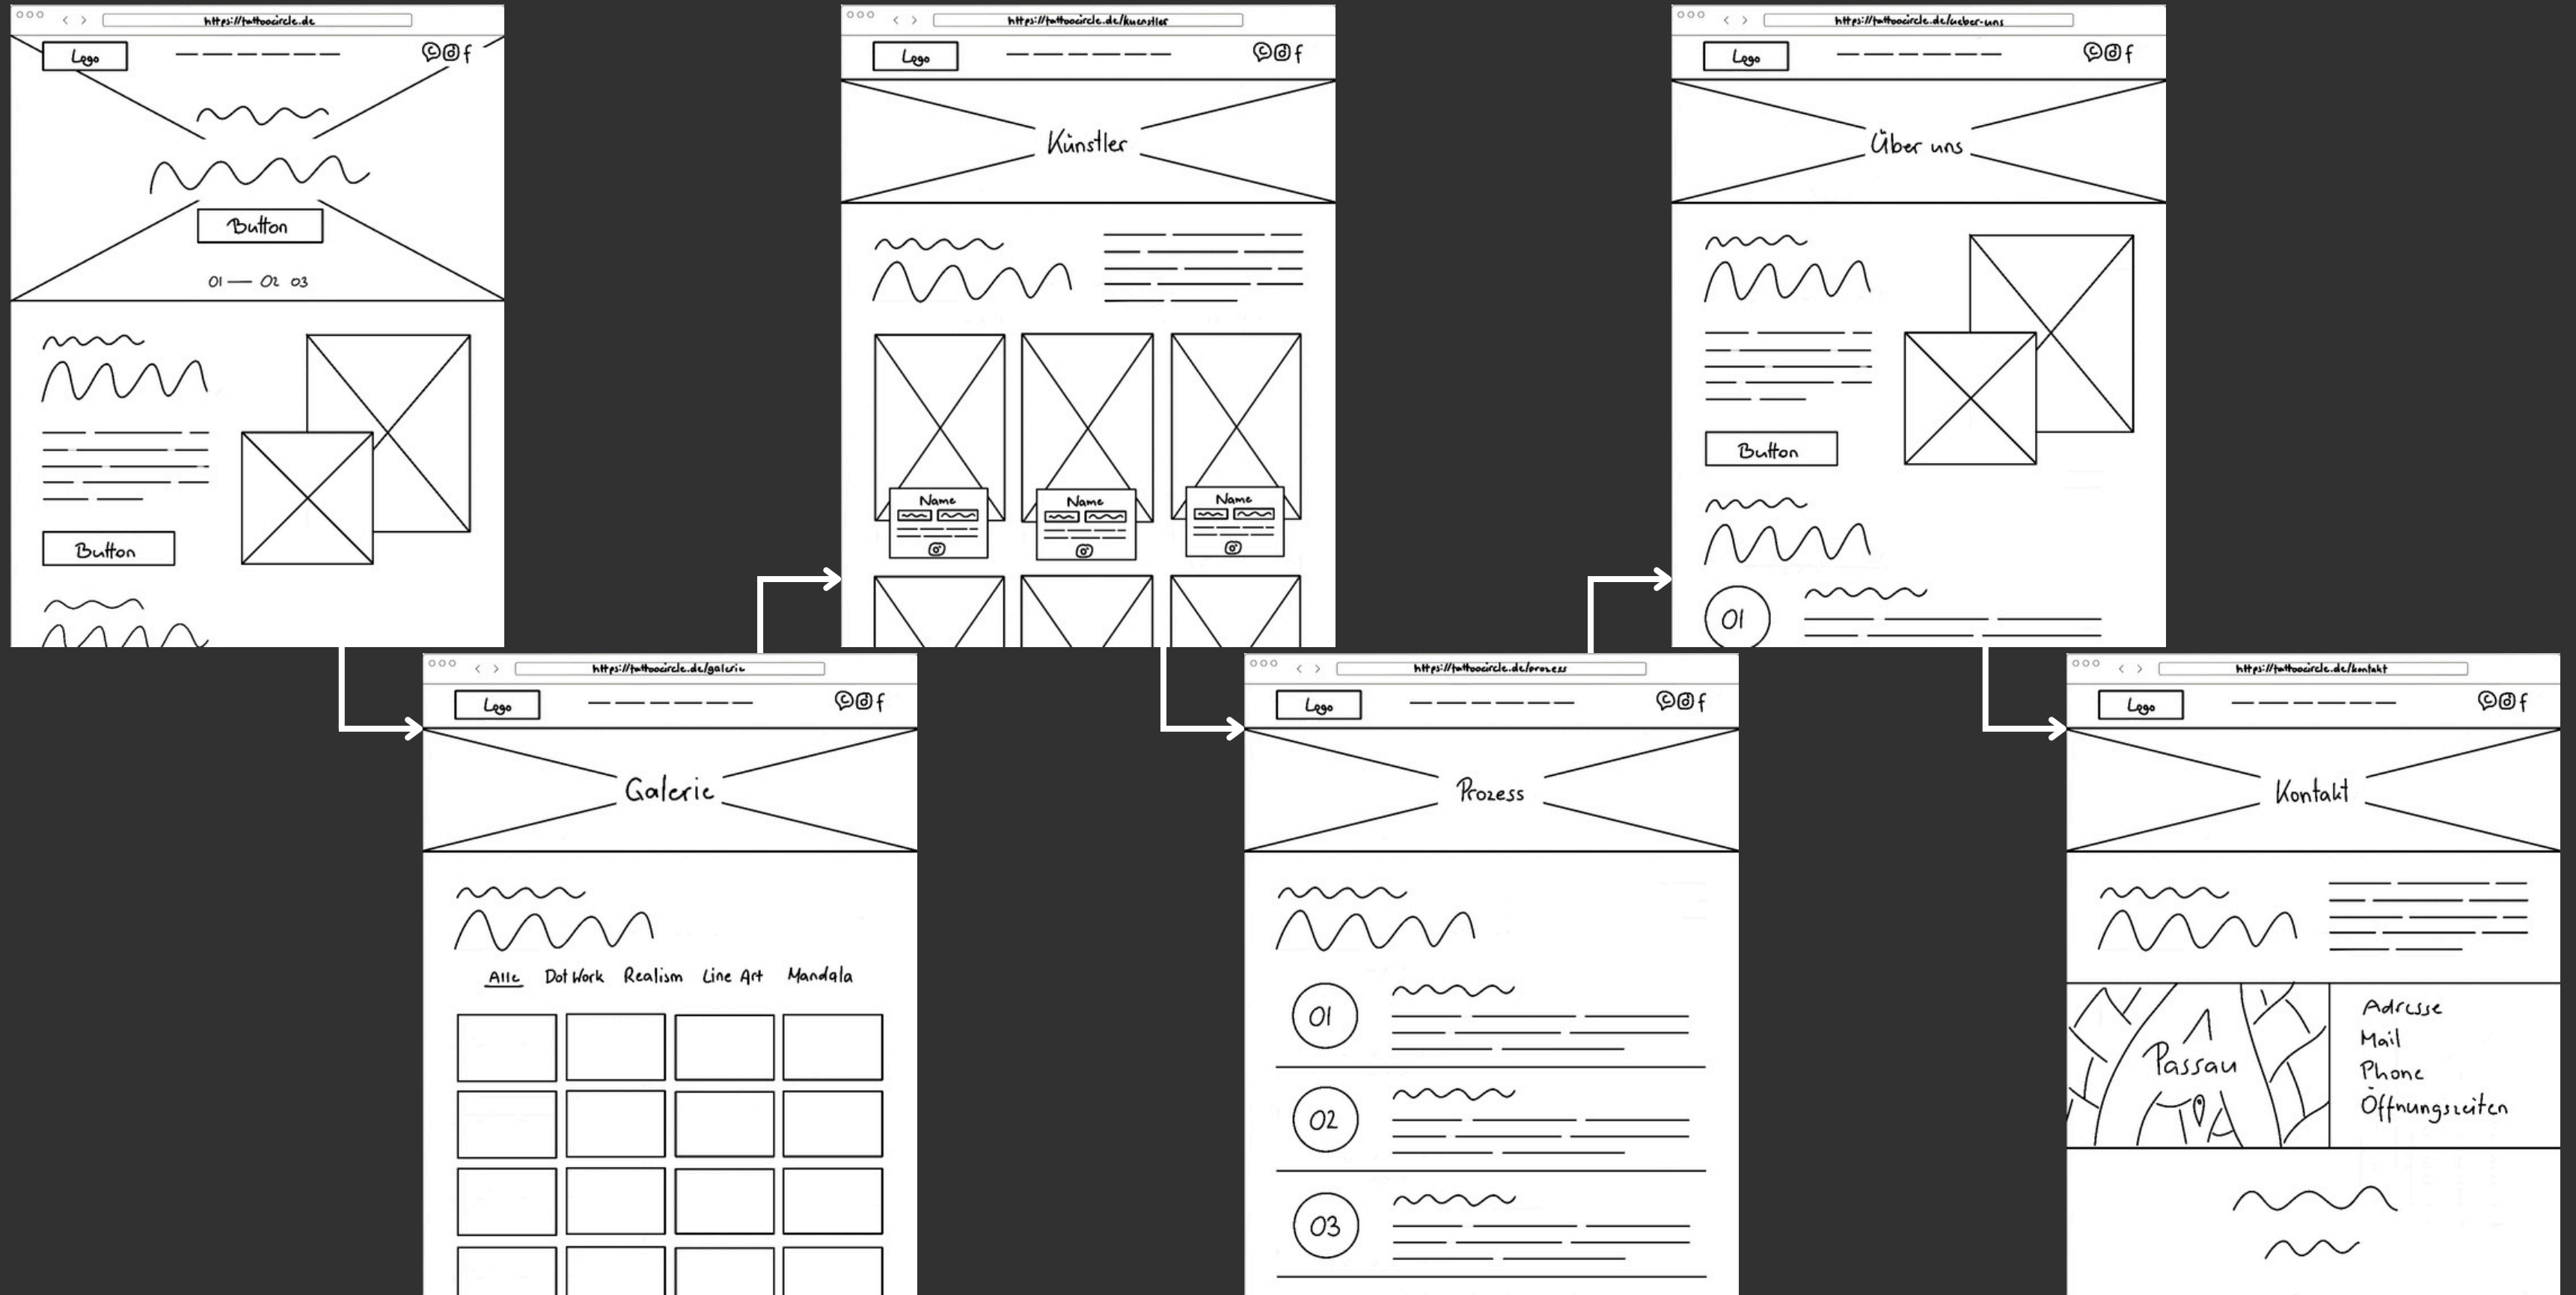 https://tattoocircle.de
Logo
f
Button
01 — 02 03
Button
https://tattoocircle.de/galerie
Logo
f
Galerie
Alle DotWork Realism Line Art Mandala
https://tattoocircle.de/kuenstler
Logo
f
Künstler
Name
Name
Name
https://tattoocircle.de/prozess
Logo
f
Prozess
01
02
03
https://tattoocircle.de/ueber-uns
Logo
f
Über uns
Button
01
https://tattoocircle.de/kontakt
Logo
f
Kontakt
Passau
Adresse
Mail
Phone
Öffnungszeiten